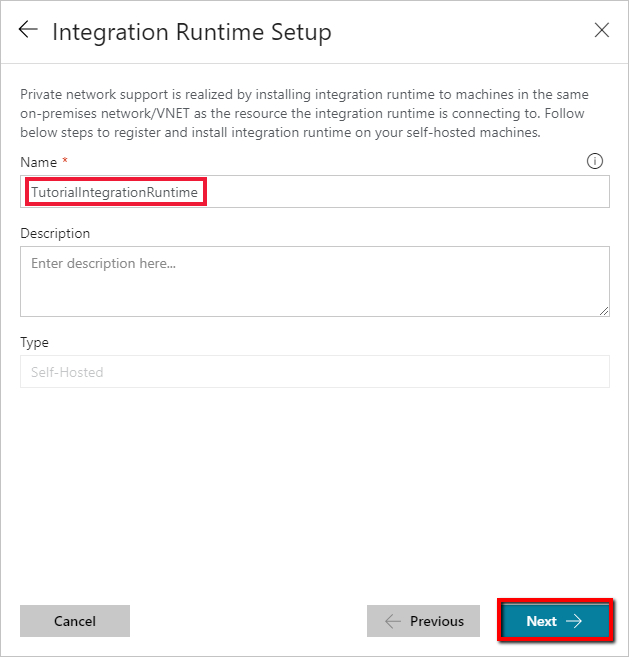 Integration Runtime Setup
Private network support is realized by installing integration runtime to machines in the same
on-premises network/VNET as the resource the integration runtime is connecting to. Follow
below steps to register and install integration runtime on your self-hosted machines.
Name *
TutorialIntegrationRuntime
Description
Enter description here...
Type
Self-Hosted
Cancel
Previous
Next